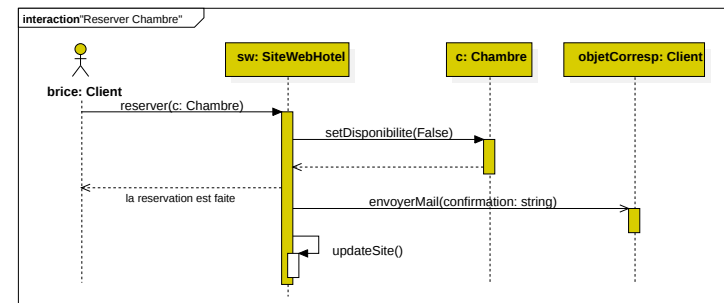 interaction"Reserver Chambre"
sw: SiteWebHotel
c: Chambre
objetCorresp: Client
brice: Client
reserver(c: Chambre)
setDisponibilite(False)
la reservation est faite
envoyerMail(confirmation: string)
updateSite()